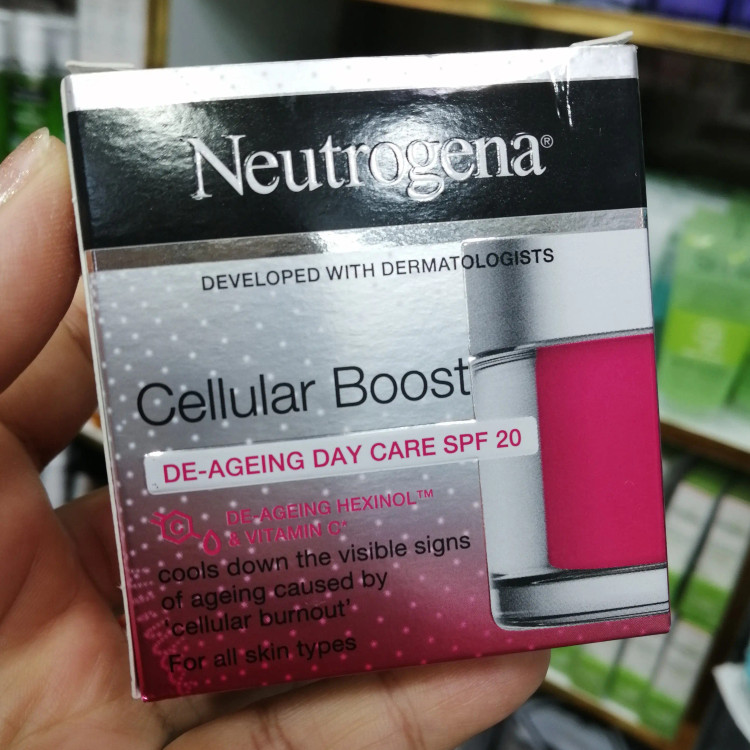 Neutrogena®
DEVELOPED WITH DERMATOLOGISTS
Cellular Boost
DE-AGEING DAY CARE SPF 20
C
DE-AGEING HEXINOL™
& VITAMIN C*
cools down the visible signs
of ageing caused by
'cellular burnout'
For all skin types